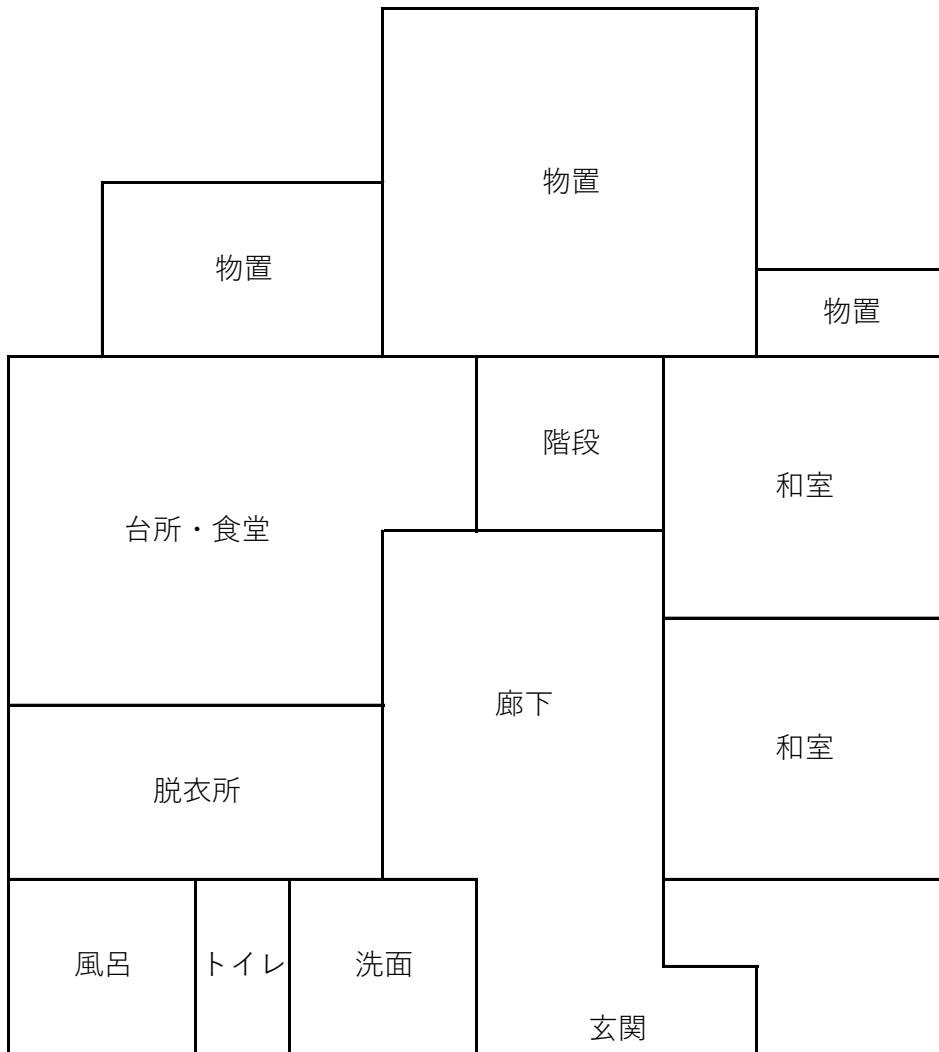 物置
物置
物置
階段
和室
台所・食堂
廊下
和室
脱衣所
風呂
トイレ
洗面
玄関